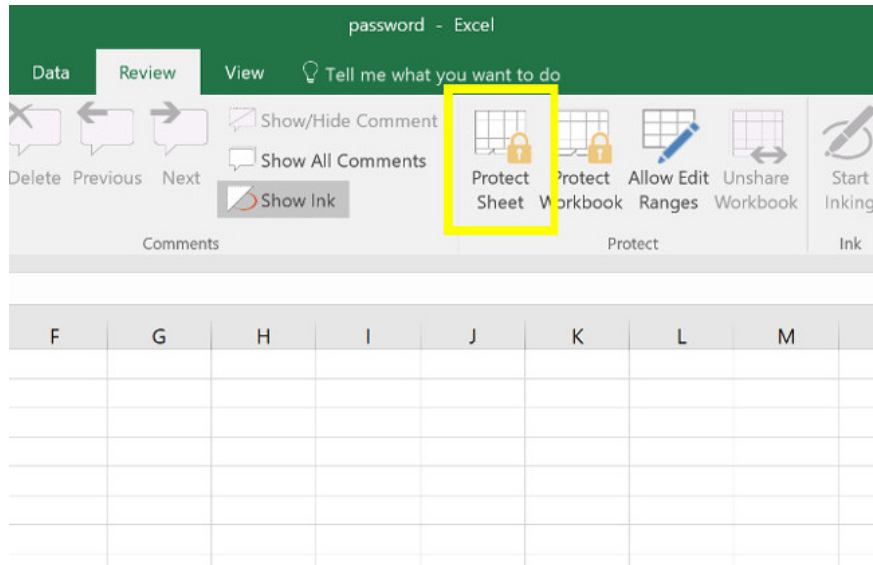 password - Excel
Data Review View Tell me what you want to do
Show/Hide Comment
Show All Comments
Show Ink
Delete Previous Next
Protect Sheet
Protect Workbook
Allow Edit Ranges
Unshare Workbook
Start Inking
Comments Protect Ink
F G H I J K L M